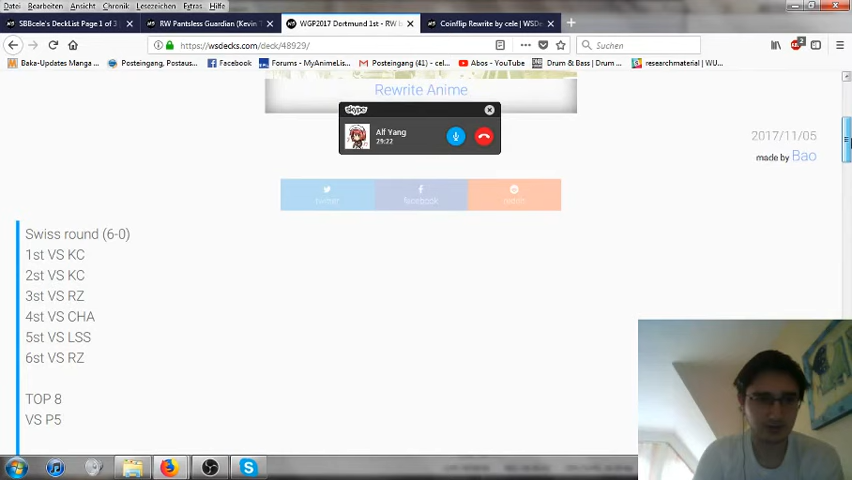 Datei Bearbeiten Ansicht Chronik Lesezeichen Extras Hilfe
SBBcele's DeckList Page 1 of 3
RW Pantsless Guardian (Kevin T
WGP2017 Dortmund 1st - RW b
Coinflip Rewrite by cele | WSDe
https://wsdecks.com/deck/48929/
Suchen
Baka-Updates Manga ...
Posteingang, Postaus...
Facebook
Forums - MyAnimeLis...
Posteingang (41) - cel...
Abos - YouTube
Drum & Bass | Drum ...
researchmaterial | WU...
Rewrite Anime
skype
Alf Yang
29:22
2017/11/05
made by Bao
twitter
facebook
Swiss round (6-0)
1st VS KC
2st VS KC
3st VS RZ
4st VS CHA
5st VS LSS
6st VS RZ
TOP 8
VS P5